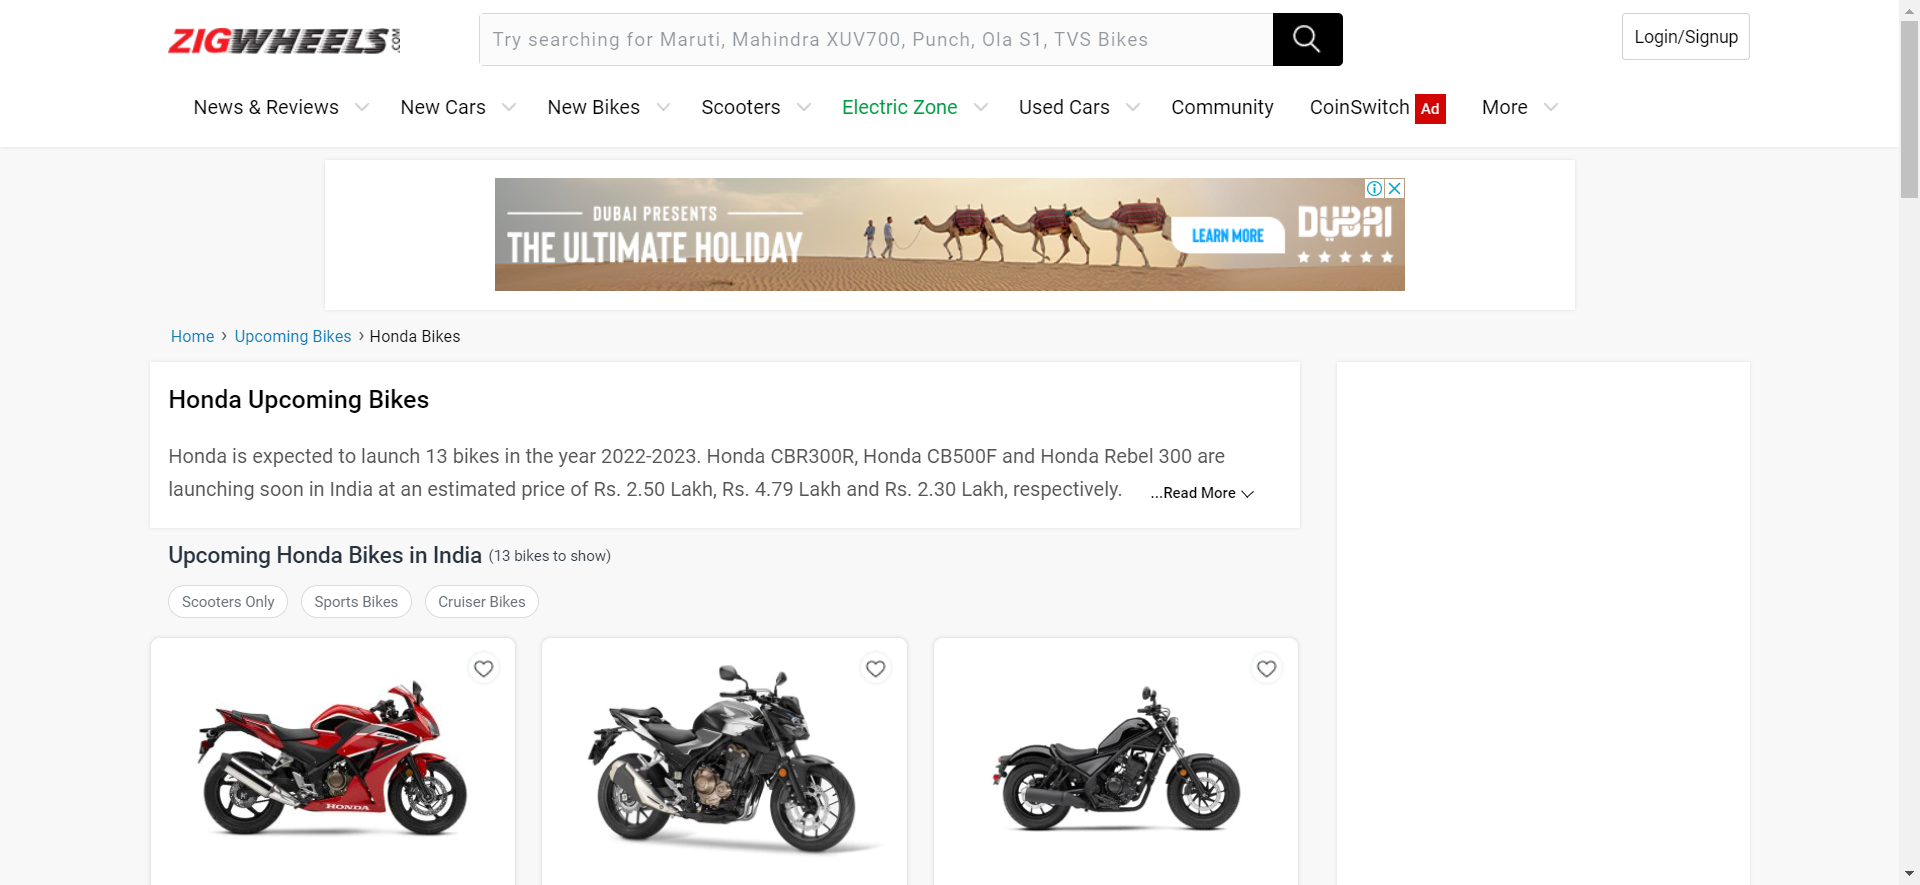 ZIGWHEELS.COM
Try searching for Maruti, Mahindra XUV700, Punch, Ola S1, TVS Bikes
Login/Signup
News & Reviews New Cars New Bikes Scooters Electric Zone Used Cars Community CoinSwitch Ad More
DUBAI PRESENTS
THE ULTIMATE HOLIDAY
LEARN MORE
DUBAI
Home › Upcoming Bikes › Honda Bikes
Honda Upcoming Bikes
Honda is expected to launch 13 bikes in the year 2022-2023. Honda CBR300R, Honda CB500F and Honda Rebel 300 are
launching soon in India at an estimated price of Rs. 2.50 Lakh, Rs. 4.79 Lakh and Rs. 2.30 Lakh, respectively. ...Read More
Upcoming Honda Bikes in India (13 bikes to show)
Scooters Only Sports Bikes Cruiser Bikes
HONDA